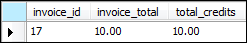 invoice_id invoice_total total_credits
17 10.00 10.00